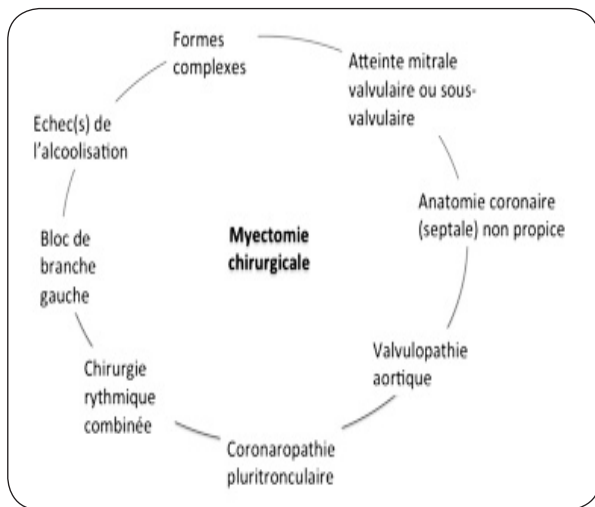 Formes
complexes
Atteinte mitrale
valvulaire ou sous-
valvulaire
Anatomie coronaire
(septale) non propice
Valvulopathie
aortique
Coronaropathie
pluritronculaire
Chirurgie
rythmique
combinée
Bloc de
branche
gauche
Echec(s) de
l'alcoolisation
Myectomie
chirurgicale